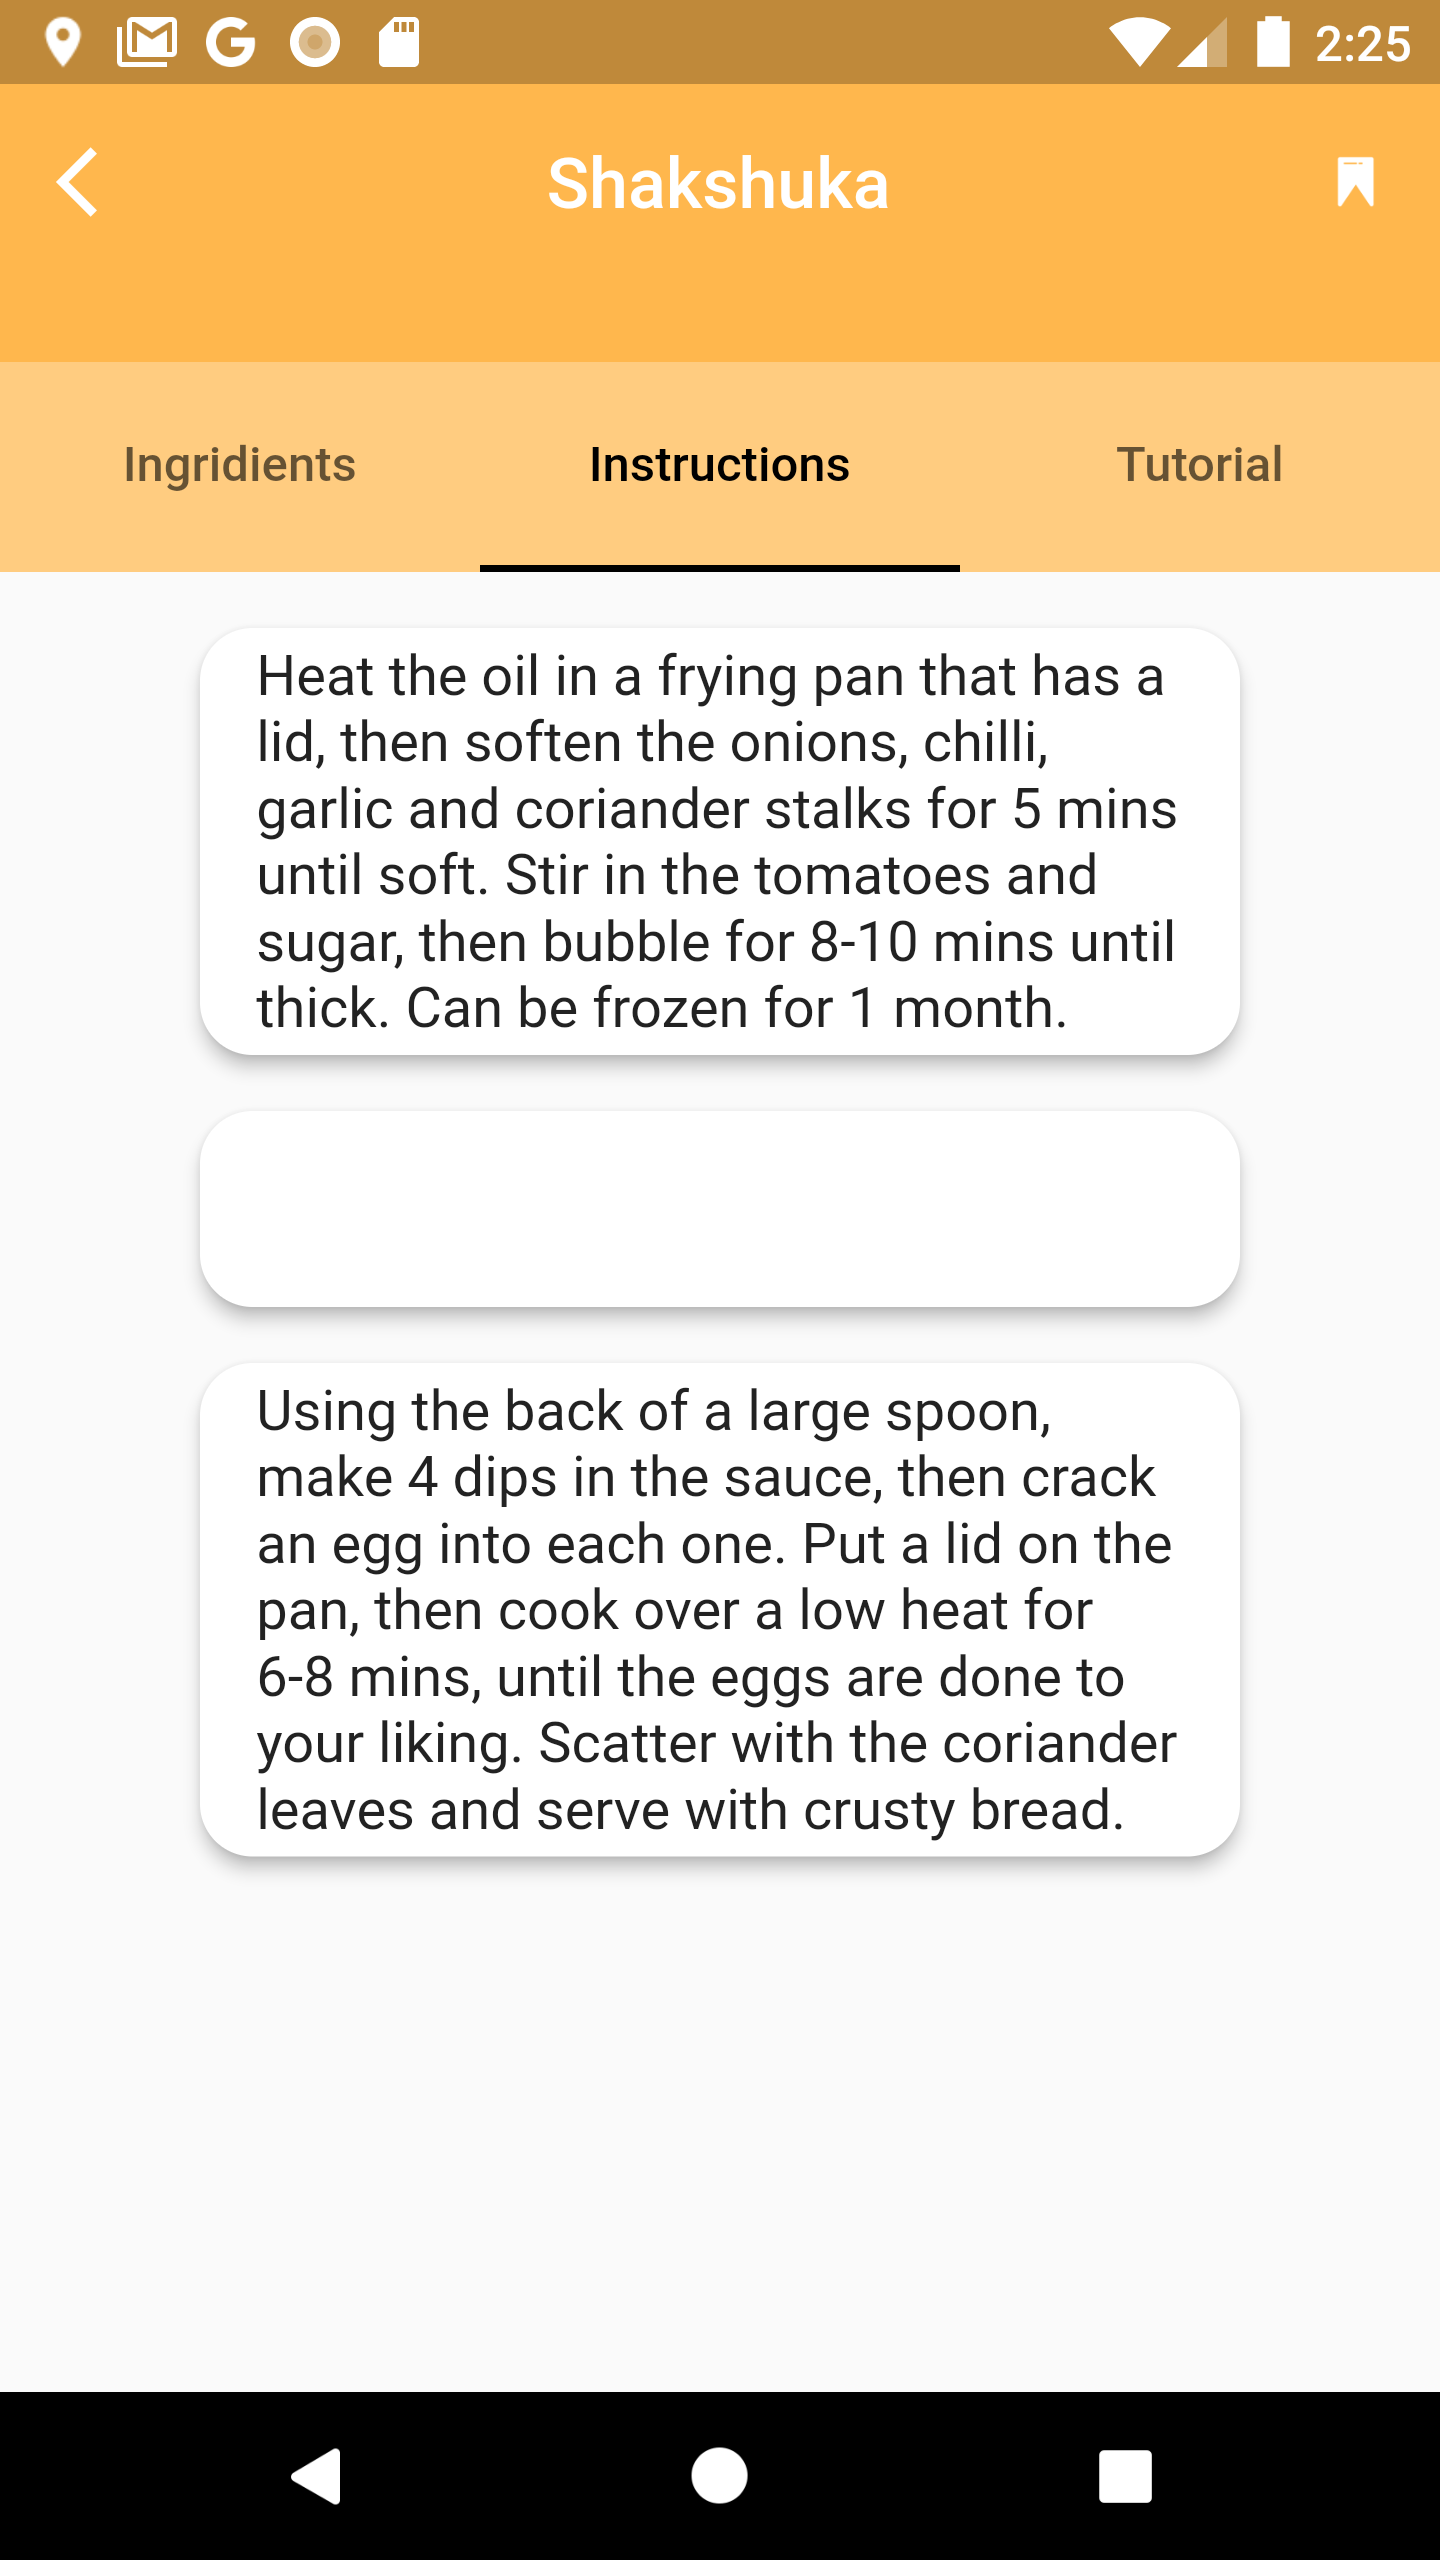 2:25
Shakshuka
Ingridients
Instructions
Tutorial
Heat the oil in a frying pan that has a
lid, then soften the onions, chilli,
garlic and coriander stalks for 5 mins
until soft. Stir in the tomatoes and
sugar, then bubble for 8-10 mins until
thick. Can be frozen for 1 month.
Using the back of a large spoon,
make 4 dips in the sauce, then crack
an egg into each one. Put a lid on the
pan, then cook over a low heat for
6-8 mins, until the eggs are done to
your liking. Scatter with the coriander
leaves and serve with crusty bread.